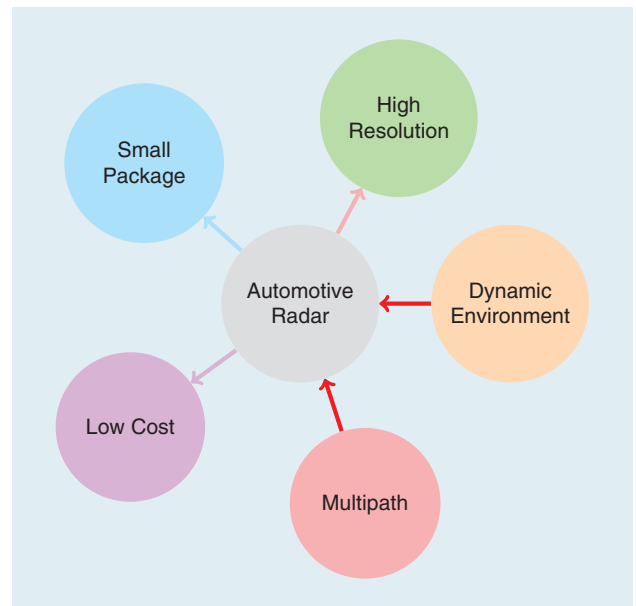 High
Resolution
Small
Package
Automotive
Radar
Dynamic
Environment
Low Cost
Multipath